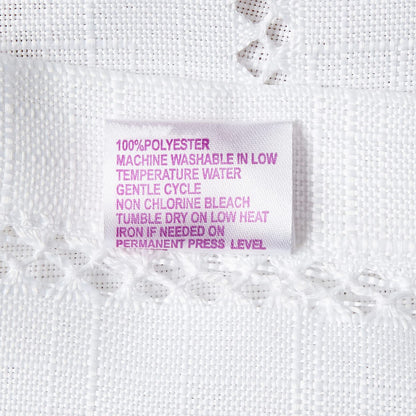 100%POLYESTER
MACHINE WASHABLE IN LOW
TEMPERATURE WATER
GENTLE CYCLE
NON CHLORINE BLEACH
TUMBLE DRY ON LOW HEAT
IRON IF NEEDED ON
PERMANENT PRESS LEVEL